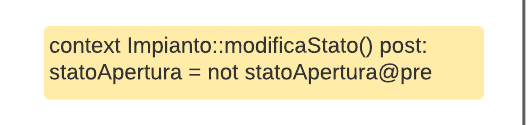 context Impianto::modificaStato() post:
statoApertura = not statoApertura@pre